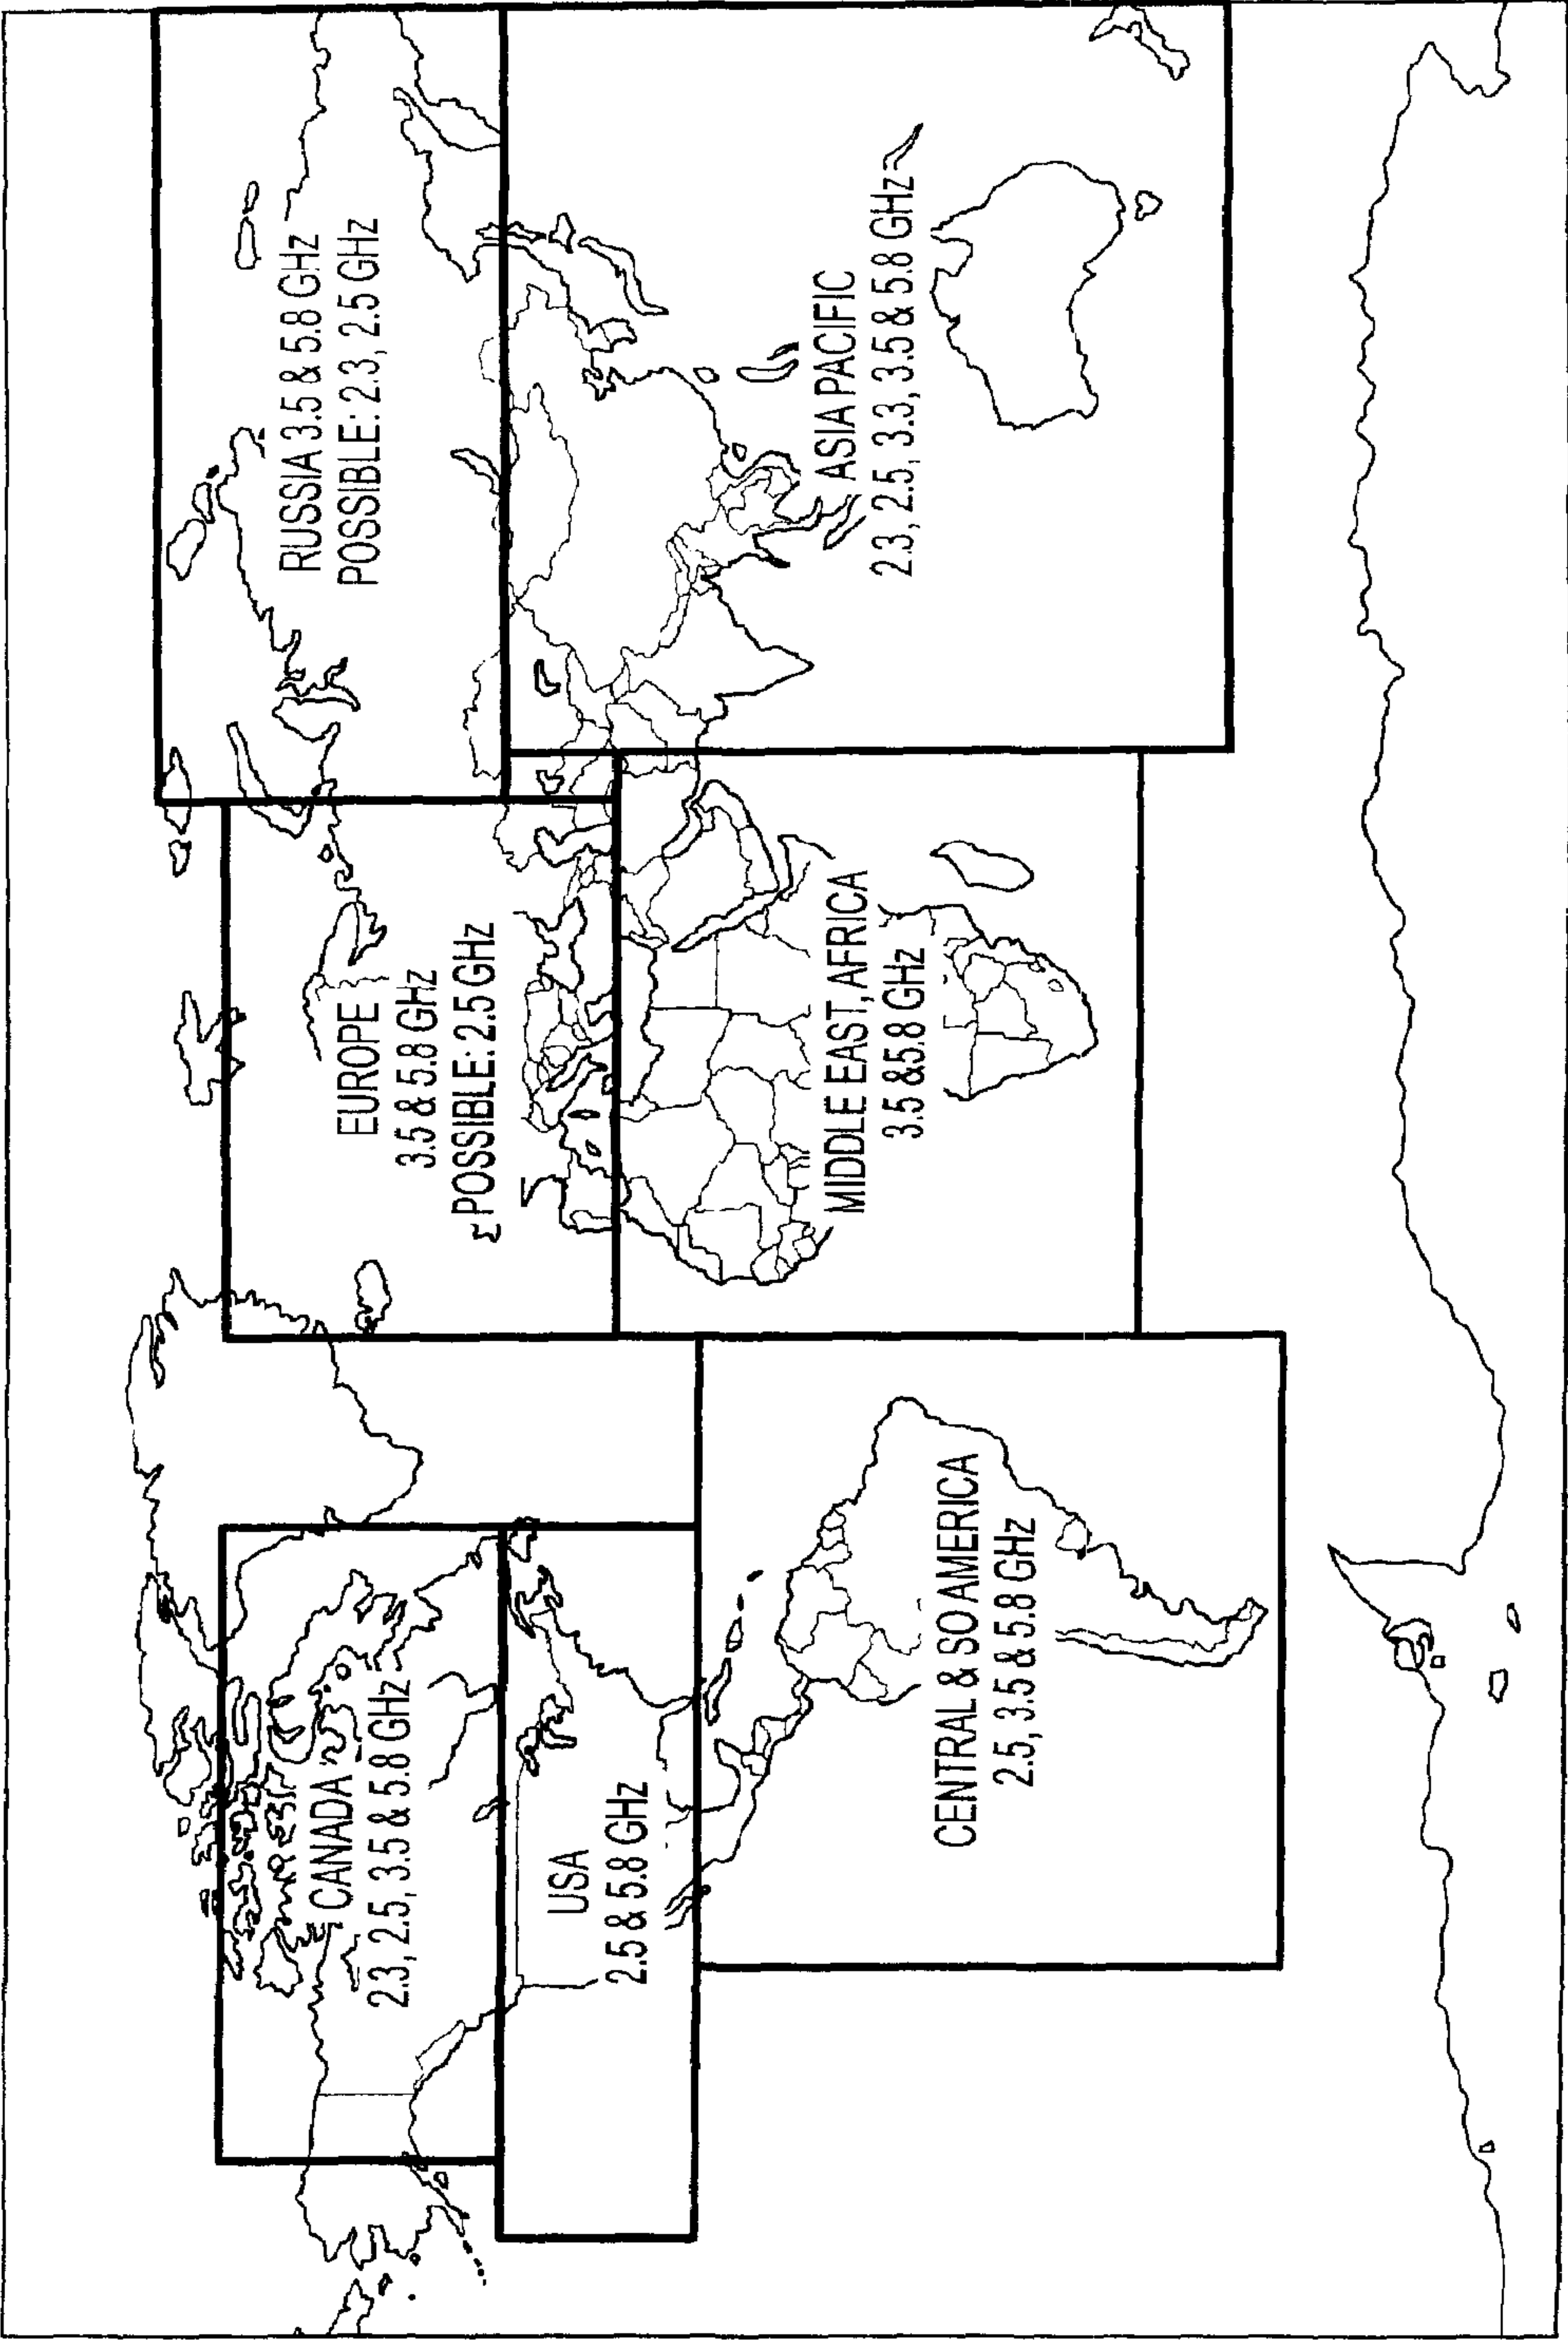 CANADA
2.3, 2.5, 3.5 & 5.8 GHz
USA
2.5 & 5.8 GHz
CENTRAL & SO AMERICA
2.5, 3.5 & 5.8 GHz
EUROPE
3.5 & 5.8 GHz
POSSIBLE: 2.5 GHz
MIDDLE EAST, AFRICA
3.5 & 5.8 GHz
RUSSIA 3.5 & 5.8 GHz
POSSIBLE: 2.3, 2.5 GHz
ASIA PACIFIC
2.3, 2.5, 3.3, 3.5 & 5.8 GHz